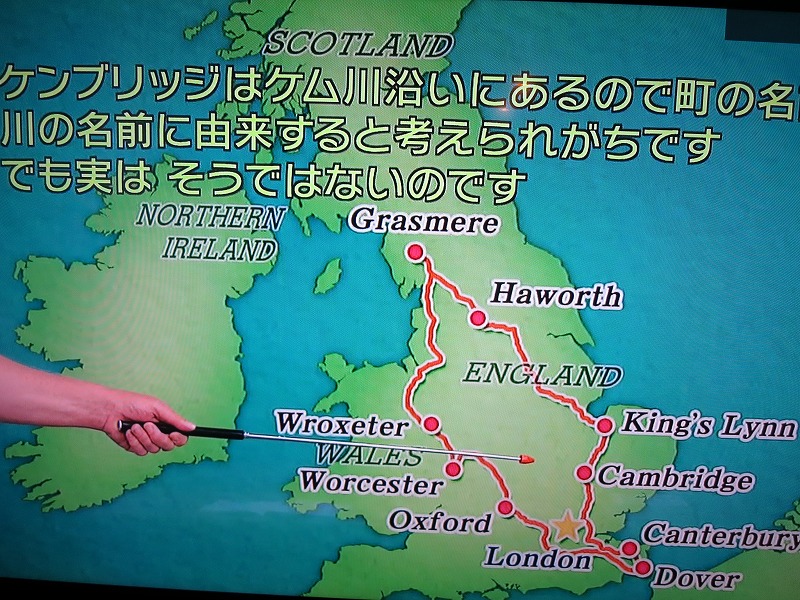 SCOTLAND
ケンブリッジはケム川沿いにあるので町の名
川の名前に由来すると考えられがちです
でも実は そうではないのです
NORTHERN
IRELAND
Grasmere
Haworth
ENGLAND
Wroxeter
King's Lynn
WALES
Worcester
Cambridge
Oxford
Canterbury
London
Dover